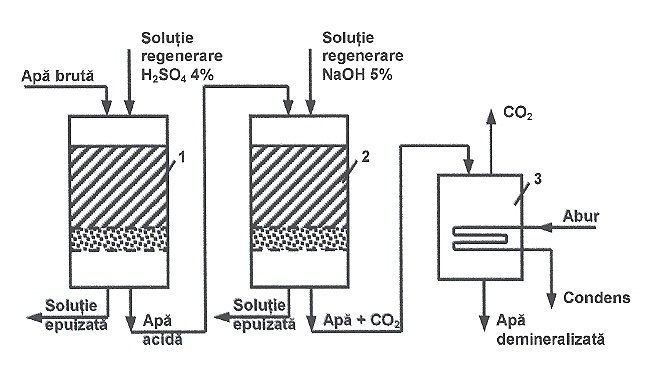 Soluție
regenerare
H₂SO₄ 4%
Soluție
regenerare
NaOH 5%
Apă brută
CO₂
1
2
3
Abur
Condens
Soluție
epuizată
Apă
acidă
Soluție
epuizată
Apă + CO₂
Apă
demineralizată